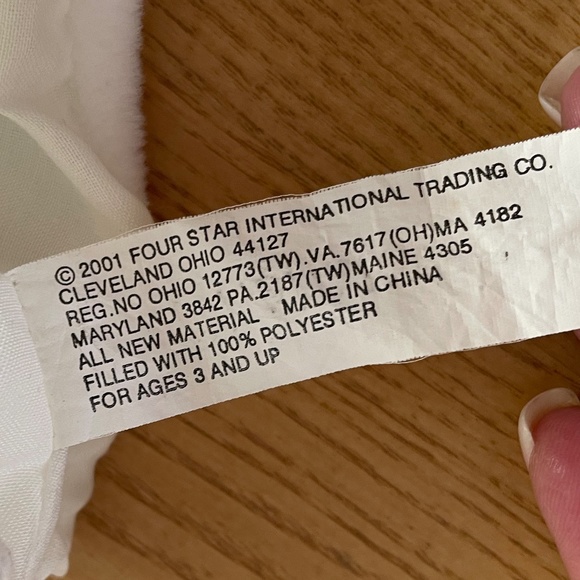 © 2001 FOUR STAR INTERNATIONAL TRADING CO.
CLEVELAND OHIO 44127
REG.NO OHIO 12773(TW).VA.7617(OH)MA 4182
MARYLAND 3842 PA.2187(TW)MAINE 4305
ALL NEW MATERIAL MADE IN CHINA
FILLED WITH 100% POLYESTER
FOR AGES 3 AND UP